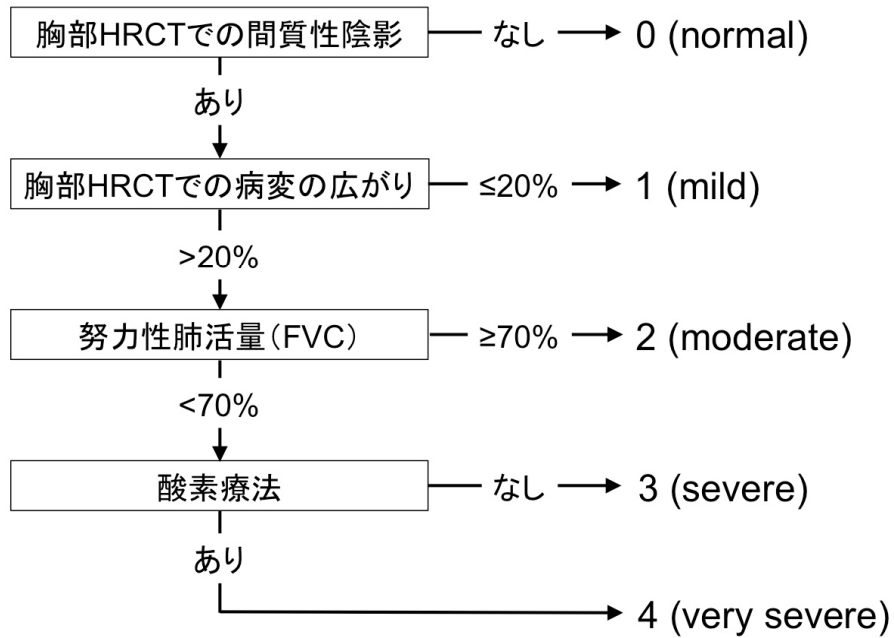 胸部HRCTでの間質性陰影 なし 0 (normal)
あり
胸部HRCTでの病変の広がり ≤20% 1 (mild)
>20%
努力性肺活量（FVC） ≥70% 2 (moderate)
<70%
酸素療法 なし 3 (severe)
あり
4 (very severe)